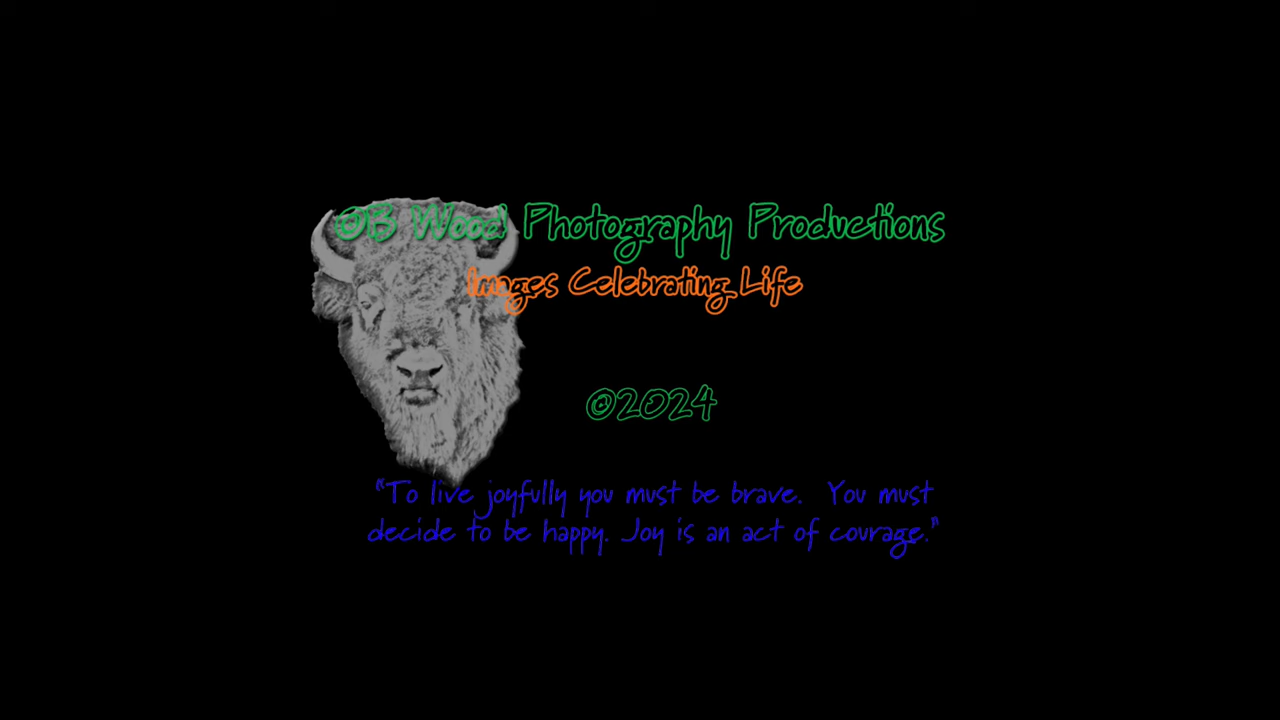 OB Wood Photography Productions
Images Celebrating Life
©2024
"To live joyfully you must be brave. You must
decide to be happy. Joy is an act of courage."